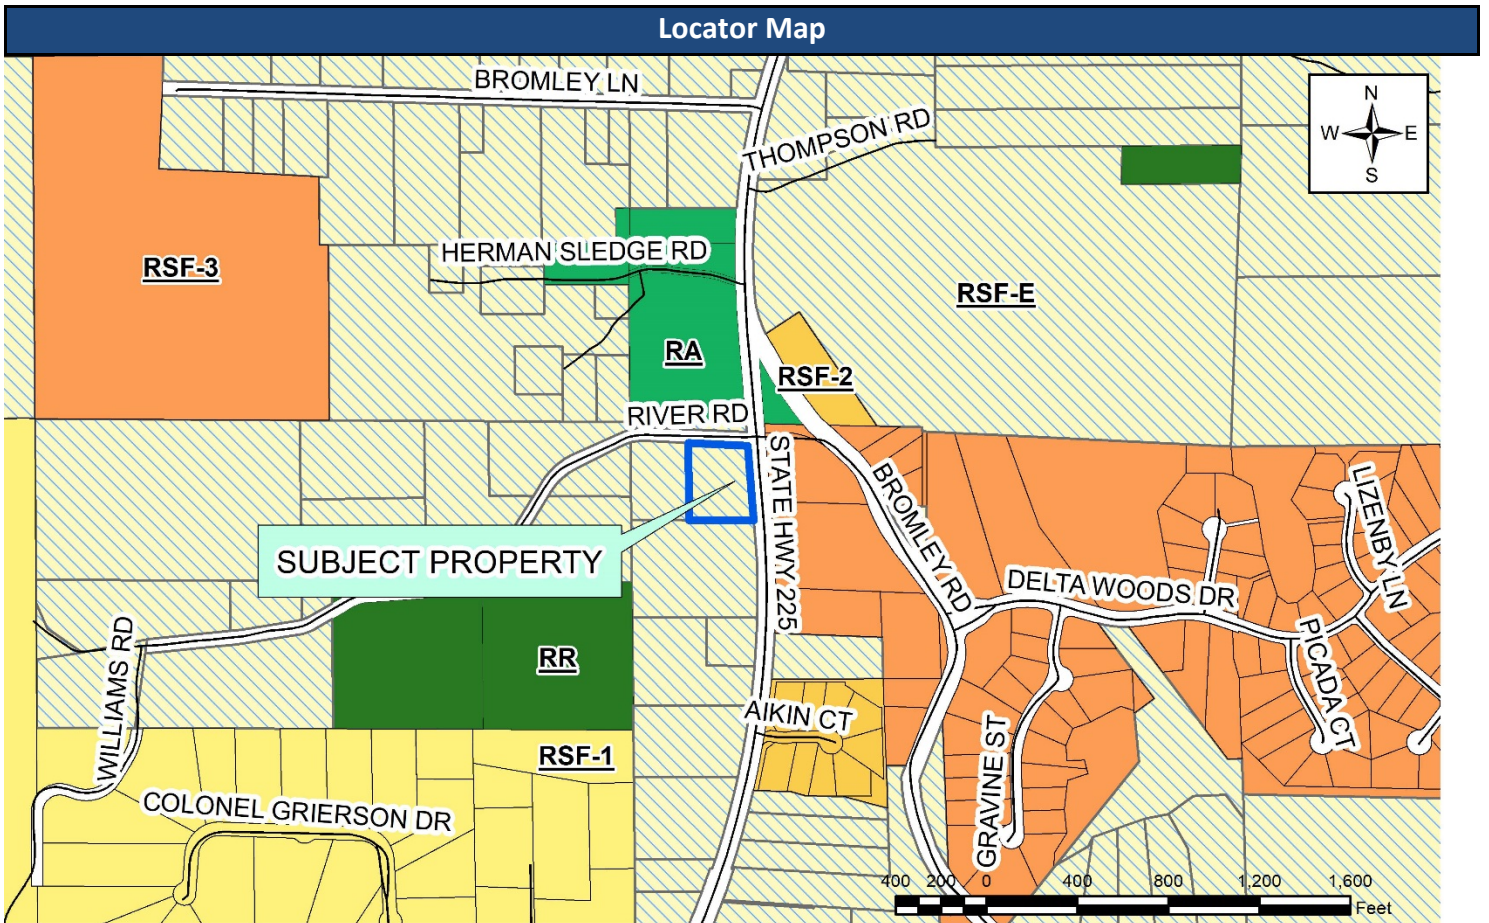 Locator Map
BROMLEY LN
THOMPSON RD
N
W E
S
HERMAN SLEDGE RD
RSF-3
RSF-E
RA
RSF-2
RIVER RD
STATE HWY 225
BROMLEY RD
LIZENBY LN
SUBJECT PROPERTY
DELTA WOODS DR
PICADA CT
WILLIAMS RD
RR
AIKIN CT
GRAVINE ST
RSF-1
COLONEL GRIERSON DR
400 200 0 400 800 1,200 1,600
Feet